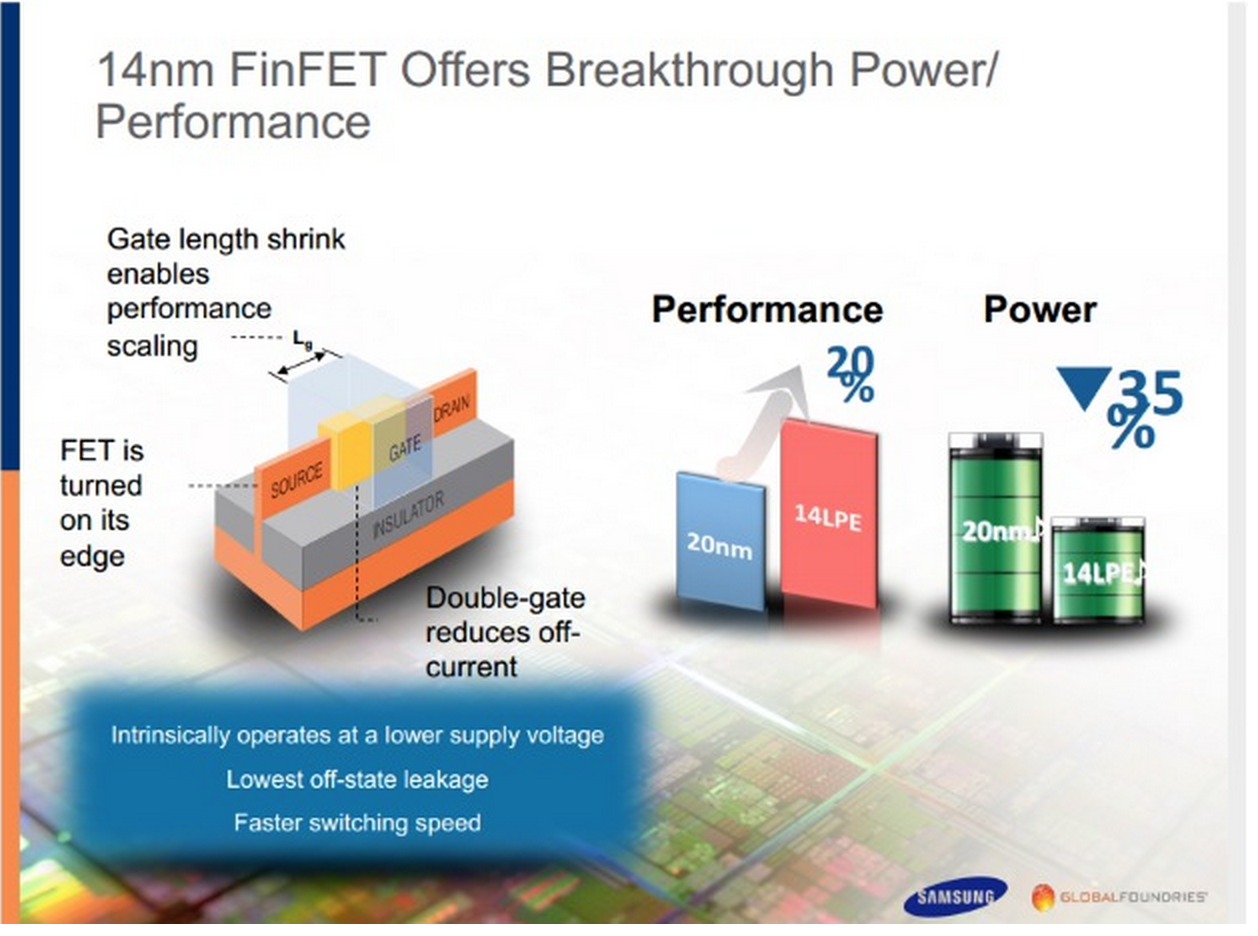 14nm FinFET Offers Breakthrough Power/
Performance
Gate length shrink
enables
performance
scaling
Lg
FET is
turned
on its
edge
SOURCE
GATE
DRAIN
INSULATOR
Double-gate
reduces off-
current
Performance
20
%
20nm
14LPE
Power
▼35
%
20nm
14LPE
Intrinsically operates at a lower supply voltage
Lowest off-state leakage
Faster switching speed
SAMSUNG
GLOBALFOUNDRIES